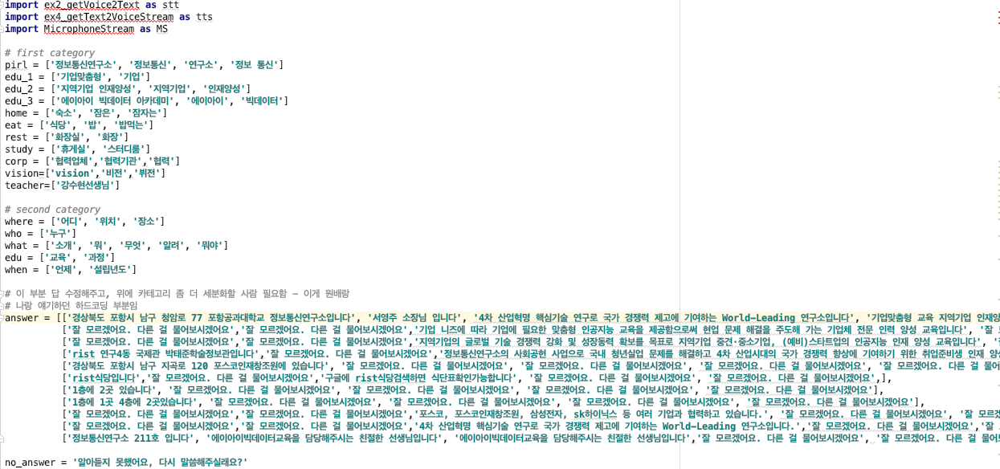 import ex2_getVoice2Text as stt
import ex4_getText2VoiceStream as tts
import MicrophoneStream as MS
# first category
pirl = ['정보통신연구소', '정보통신', '연구소', '정보 통신']
edu_1 = ['기업맞춤형', '기업']
edu_2 = ['지역기업 인재양성', '지역기업', '인재양성']
edu_3 = ['에이아이 빅데이터 아카데미', '에이아이', '빅데이터']
home = ['숙소', '잠은', '잠자는']
eat = ['식당', '밥', '밥먹는']
rest = ['화장실', '화장']
study = ['휴게실', '스터디룸']
corp = ['협력업체','협력기관','협력']
vision=['vision','비전','뷔전']
teacher=['강수현선생님']
# second category
where = ['어디', '위치', '장소']
who = ['누구']
what = ['소개', '뭐', '무엇', '알려', '뭐야']
edu = ['교육', '과정']
when = ['언제', '설립년도']
# 이 부분 답 수정해주고, 위에 카테고리 좀 더 세분화할 사람 필요함 – 이게 원배랑
# 나랑 얘기하던 하드코딩 부분임
answer = [['경상북도 포항시 남구 청암로 77 포항공과대학교 정보통신연구소입니다', '서영주 소장님 입니다', '4차 산업혁명 핵심기술 연구로 국가 경쟁력 제고에 기여하는 World-Leading 연구소입니다', '기업맞춤형 교육 지역기업 인재양
['잘 모르겠어요. 다른 걸 물어보시겠어요','잘 모르겠어요. 다른 걸 물어보시겠어요','기업 니즈에 따라 기업에 필요한 맞춤형 인공지능 교육을 제공함으로써 현업 문제 해결을 주도해 가는 기업체 전문 인력 양성 교육입니다', '잘 모
['잘 모르겠어요. 다른 걸 물어보시겠어요','잘 모르겠어요. 다른 걸 물어보시겠어요','지역기업의 글로벌 기술 경쟁력 강화 및 성장동력 확보를 목표로 지역기업 중견·중소기업, (예비)스타트업의 인공지능 인재 양성 교육입니다', '
['rist 연구4동 국제관 박태준학술정보관입니다','잘 모르겠어요. 다른 걸 물어보시겠어요','정보통신연구소의 사회공헌 사업으로 국내 청년실업 문제를 해결하고 4차 산업시대의 국가 경쟁력 향상에 기여하기 위한 취업준비생 인재 양
['경상북도 포항시 남구 지곡로 120 포스코인재창조원에 있습니다', '잘 모르겠어요. 다른 걸 물어보시겠어요', '잘 모르겠어요. 다른 걸 물어보시겠어요', '잘 모르겠어요. 다른 걸 물어보시겠어요', '잘 모르겠어요. 다른 걸 물어보
['rist식당입니다','잘 모르겠어요. 다른 걸 물어보시겠어요','구글에 rist식당검색하면 식단표확인가능합니다', '잘 모르겠어요. 다른 걸 물어보시겠어요', '잘 모르겠어요. 다른 걸 물어보시겠어요',],
['1층에 2곳 있습니다', '잘 모르겠어요. 다른 걸 물어보시겠어요', '잘 모르겠어요. 다른 걸 물어보시겠어요', '잘 모르겠어요. 다른 걸 물어보시겠어요', '잘 모르겠어요. 다른 걸 물어보시겠어요'],
['1층에 1곳 4층에 2곳있습니다', '잘 모르겠어요. 다른 걸 물어보시겠어요', '잘 모르겠어요. 다른 걸 물어보시겠어요', '잘 모르겠어요. 다른 걸 물어보시겠어요', '잘 모르겠어요. 다른 걸 물어보시겠어요'],
['잘 모르겠어요. 다른 걸 물어보시겠어요','잘 모르겠어요. 다른 걸 물어보시겠어요','포스코, 포스코인재창조원, 삼성전자, sk하이닉스 등 여러 기업과 협력하고 있습니다.', '잘 모르겠어요. 다른 걸 물어보시겠어요', '잘 모르겠어요
['잘 모르겠어요. 다른 걸 물어보시겠어요','잘 모르겠어요. 다른 걸 물어보시겠어요','4차 산업혁명 핵심기술 연구로 국가 경쟁력 제고에 기여하는 World-Leading 연구소입니다.','잘 모르겠어요. 다른 걸 물어보시겠어요','잘
['정보통신연구소 211호 입니다', '에이아이빅데이터교육을 담당해주시는 친절한 선생님입니다', '에이아이빅데이터교육을 담당해주시는 친절한 선생님입니다','잘 모르겠어요. 다른 걸 물어보시겠어요', '잘 모르겠어요. 다른 걸 물어보
no_answer = '알아듣지 못했어요, 다시 말씀해주실래요?'